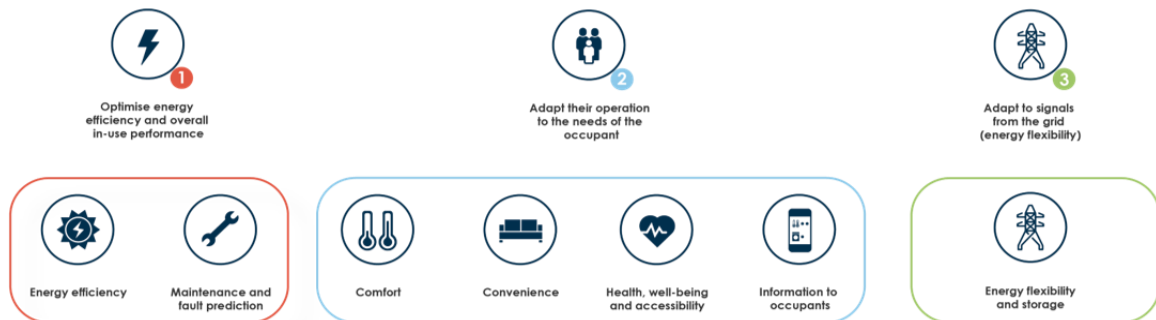 1
Optimise energy
efficiency and overall
in-use performance
2
Adapt their operation
to the needs of the
occupant
3
Adapt to signals
from the grid
(energy flexibility)
Energy efficiency
Maintenance and
fault prediction
Comfort
Convenience
Health, well-being
and accessibility
Information to
occupants
Energy flexibility
and storage